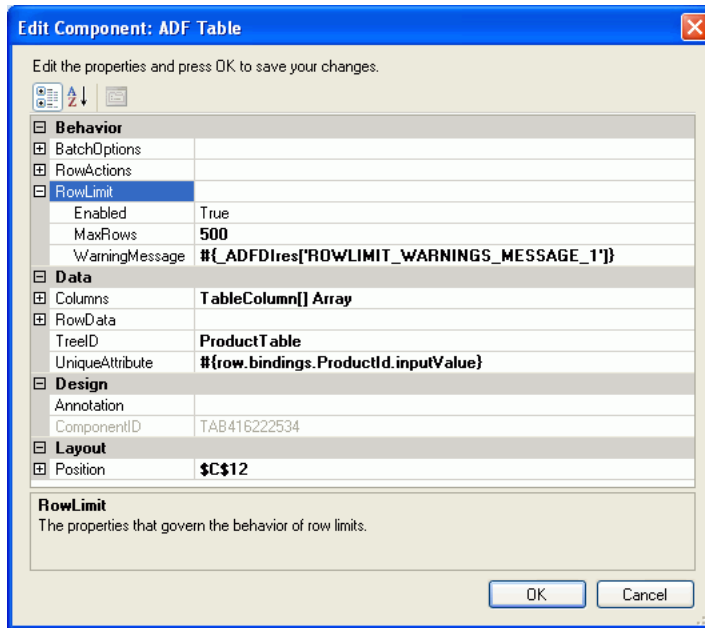 Edit Component: ADF Table
Edit the properties and press OK to save your changes.
Behavior
BatchOptions
RowActions
RowLimit
Enabled True
MaxRows 500
WarningMessage #{_ADFDIres['ROWLIMIT_WARNINGS_MESSAGE_1']}
Data
Columns TableColumn[] Array
RowData
TreeID ProductTable
UniqueAttribute #{row.bindings.ProductId.inputValue}
Design
Annotation
ComponentID TAB416222534
Layout
Position $C$12
RowLimit
The properties that govern the behavior of row limits.
OK Cancel